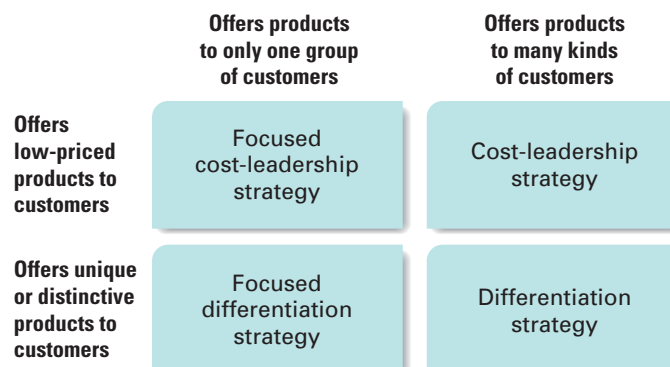 Offers products
to only one group
of customers
Offers products
to many kinds
of customers
Offers
low-priced
products to
customers
Focused
cost-leadership
strategy
Cost-leadership
strategy
Offers unique
or distinctive
products to
customers
Focused
differentiation
strategy
Differentiation
strategy